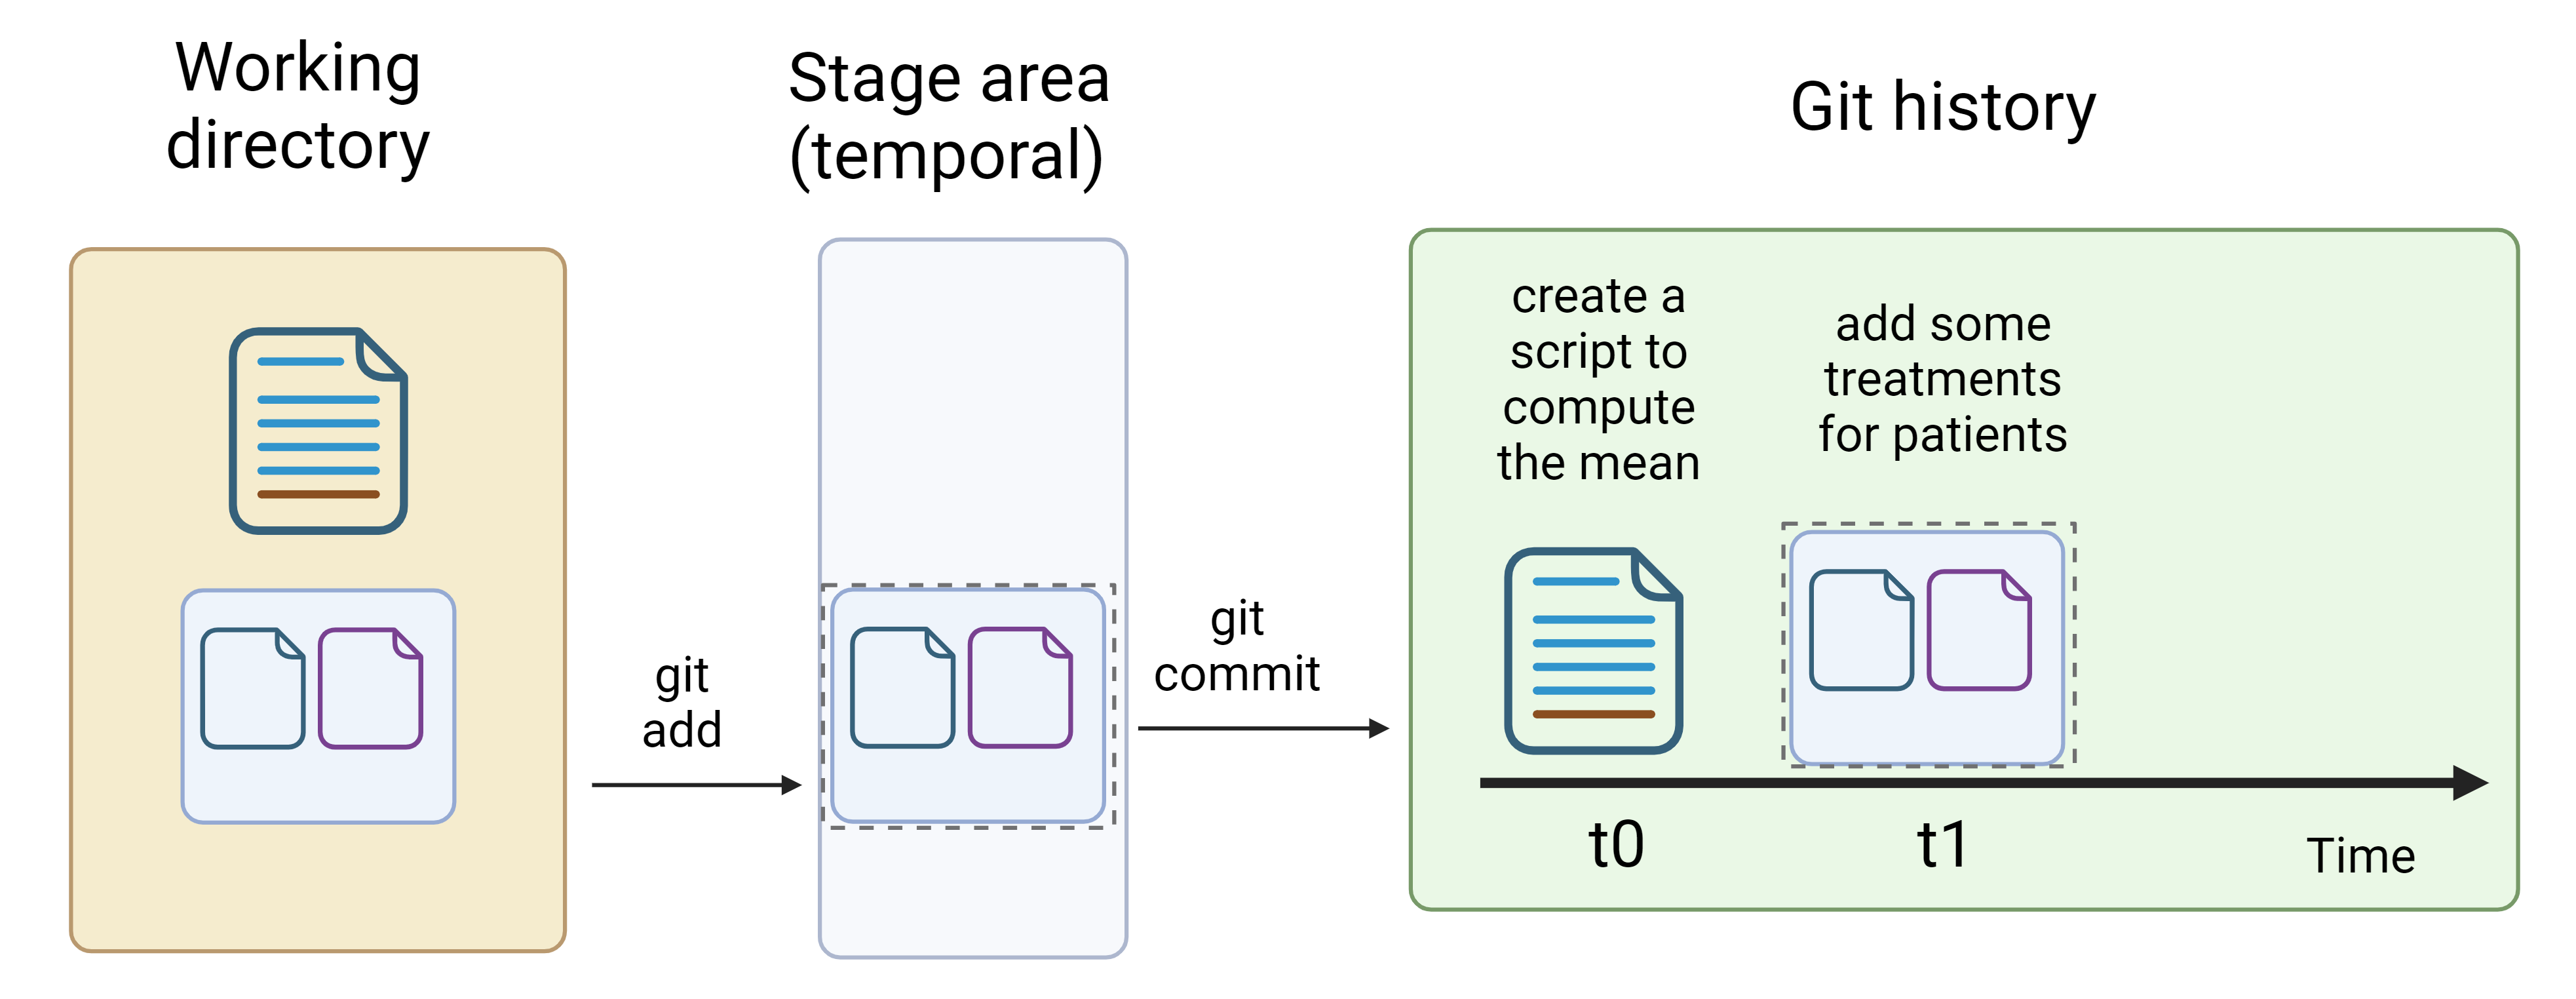 Working
directory
Stage area
(temporal)
Git history
git
add
git
commit
create a
script to
compute
the mean
add some
treatments
for patients
t0
t1
Time